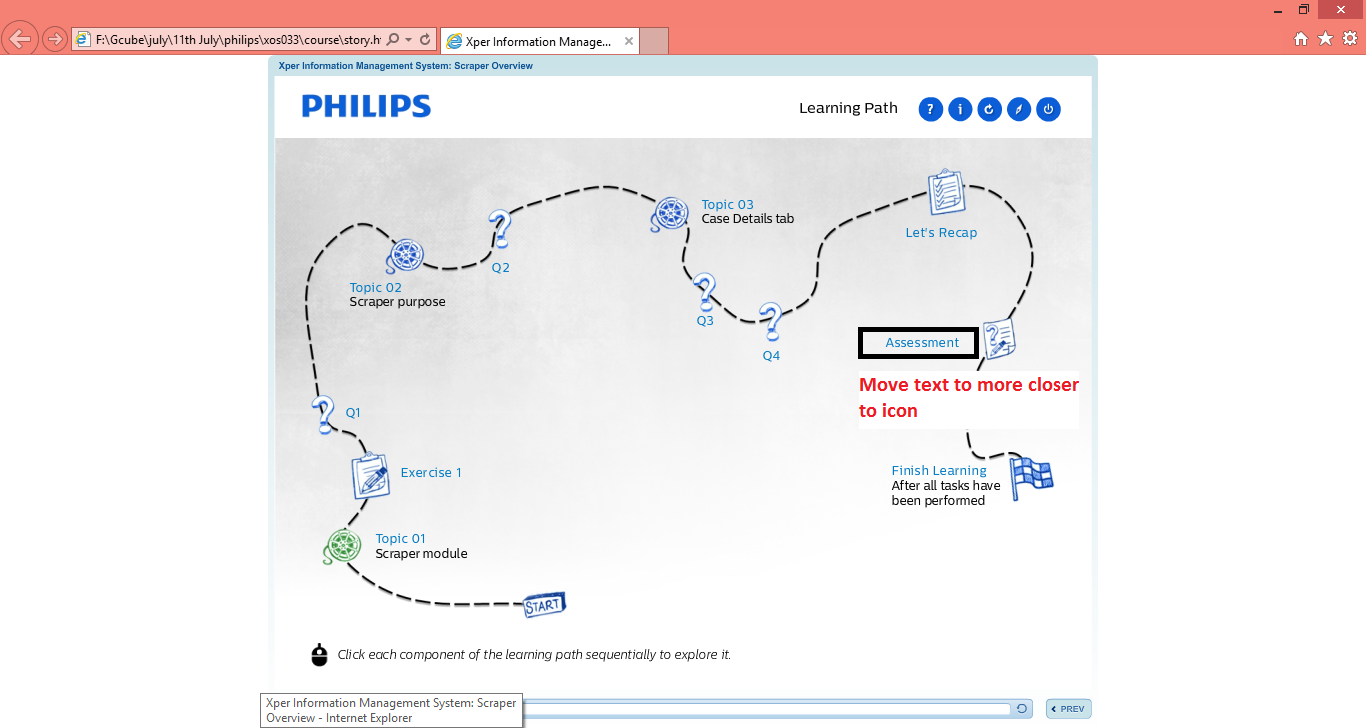 F:\Gcube\july\11th July\philips\xos033\course\story.h
Xper Information Manage...
Xper Information Management System: Scraper Overview
PHILIPS
Learning Path
?
i
Topic 03
Case Details tab
Let's Recap
Q2
Topic 02
Scraper purpose
Q3
Q4
Assessment
Move text to more closer
to icon
Q1
Exercise 1
Finish Learning
After all tasks have
been performed
Topic 01
Scraper module
START
Click each component of the learning path sequentially to explore it.
Xper Information Management System: Scraper
Overview - Internet Explorer
PREV